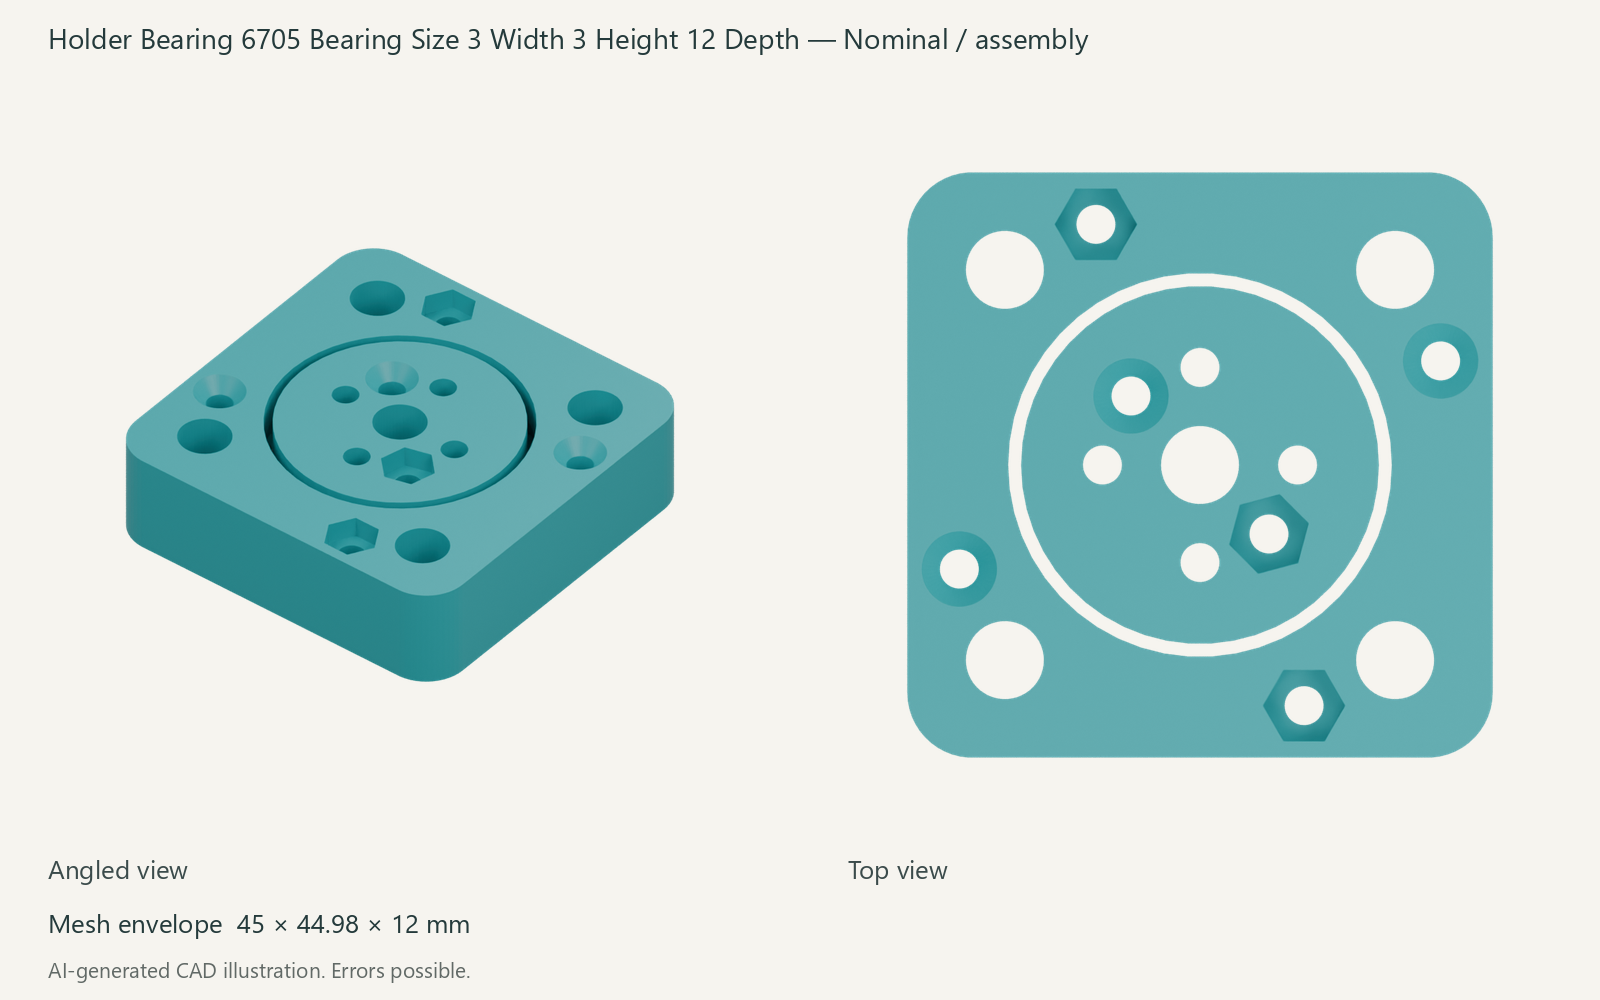 Holder Bearing 6705 Bearing Size 3 Width 3 Height 12 Depth — Nominal / assembly
Angled view
Top view
Mesh envelope  45 × 44.98 × 12 mm
AI-generated CAD illustration. Errors possible.